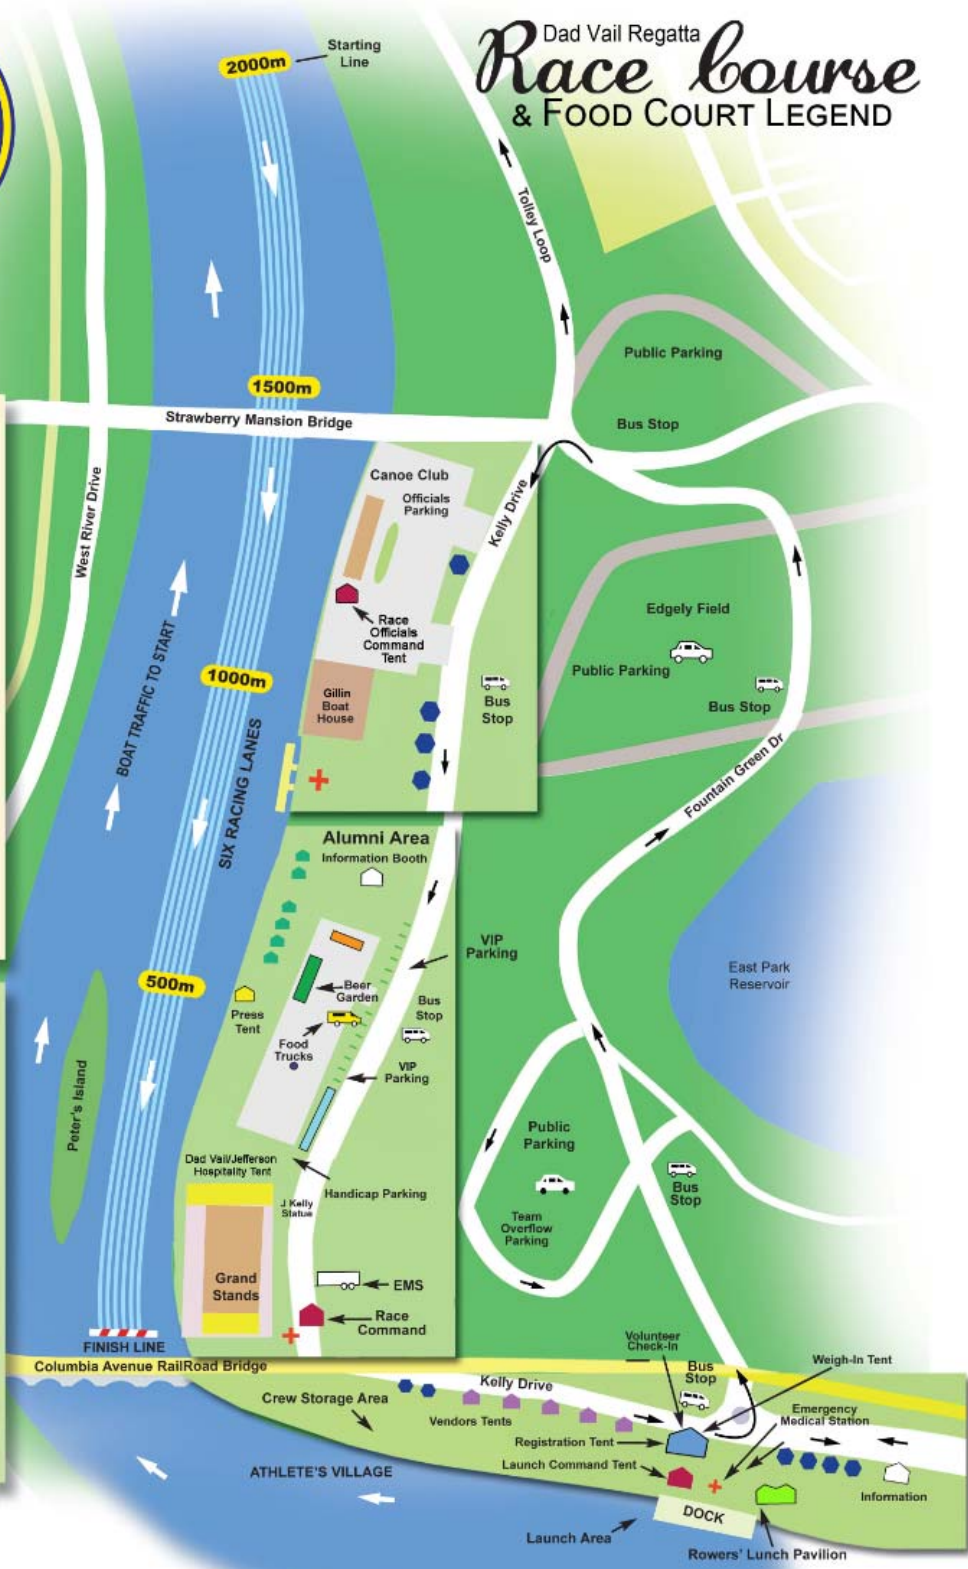 Dad Vail Regatta
Race Course
& FOOD COURT LEGEND
Starting
Line
2000m
Tolley Loop
Public Parking
1500m
Strawberry Mansion Bridge
Bus Stop
West River Drive
Canoe Club
Officials
Parking
Kelly Drive
Race
Officials
Command
Tent
Edgely Field
Public Parking
Bus Stop
BOAT TRAFFIC TO START
1000m
Gillin
Boat
House
Bus
Stop
SIX RACING LANES
Fountain Green Dr
Alumni Area
Information Booth
VIP
Parking
500m
Beer
Garden
Bus
Stop
Press
Tent
Food
Trucks
VIP
Parking
East Park
Reservoir
Peter's Island
Public
Parking
Dad Vail/Jefferson
Hospitality Tent
Handicap Parking
J Kelly
Statue
Bus
Stop
Team
Overflow
Parking
Grand
Stands
EMS
Race
Command
FINISH LINE
Columbia Avenue RailRoad Bridge
Volunteer
Check-In
Bus
Stop
Weigh-In Tent
Kelly Drive
Crew Storage Area
Vendors Tents
Emergency
Medical Station
Registration Tent
Launch Command Tent
ATHLETE'S VILLAGE
Information
DOCK
Launch Area
Rowers' Lunch Pavilion